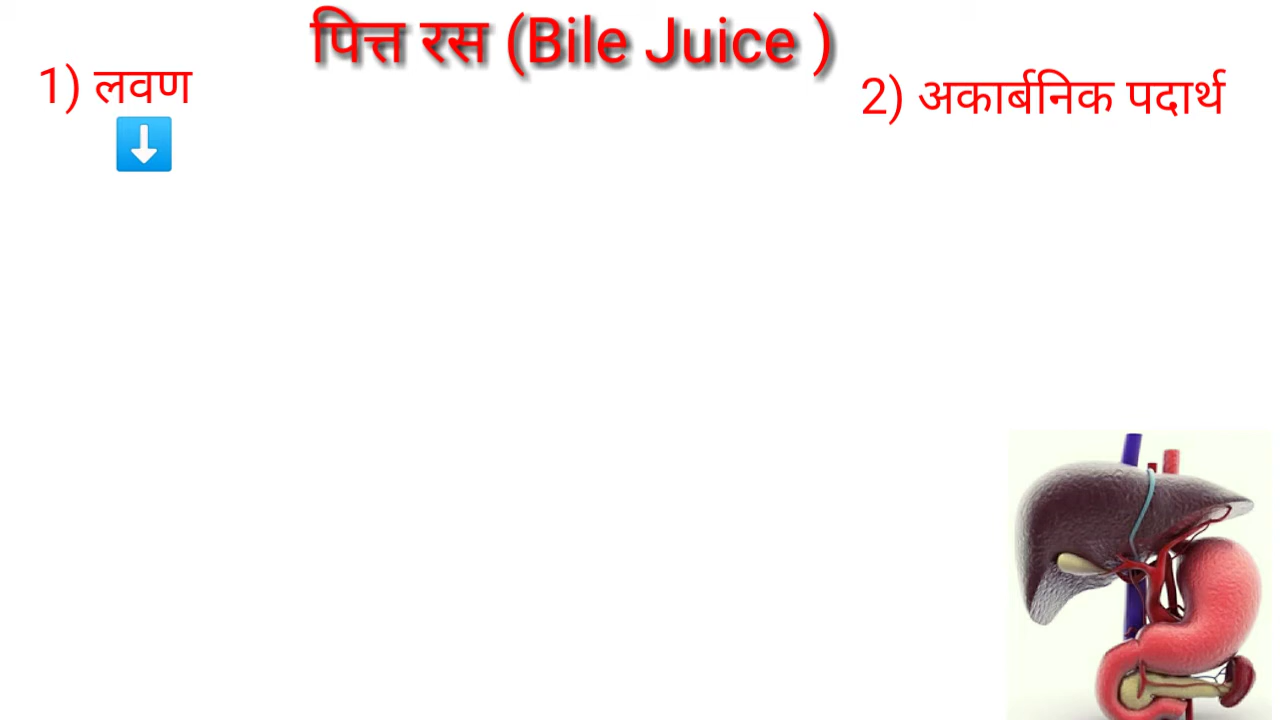 पित्त रस (Bile Juice )
1) लवण
2) अकार्बनिक पदार्थ